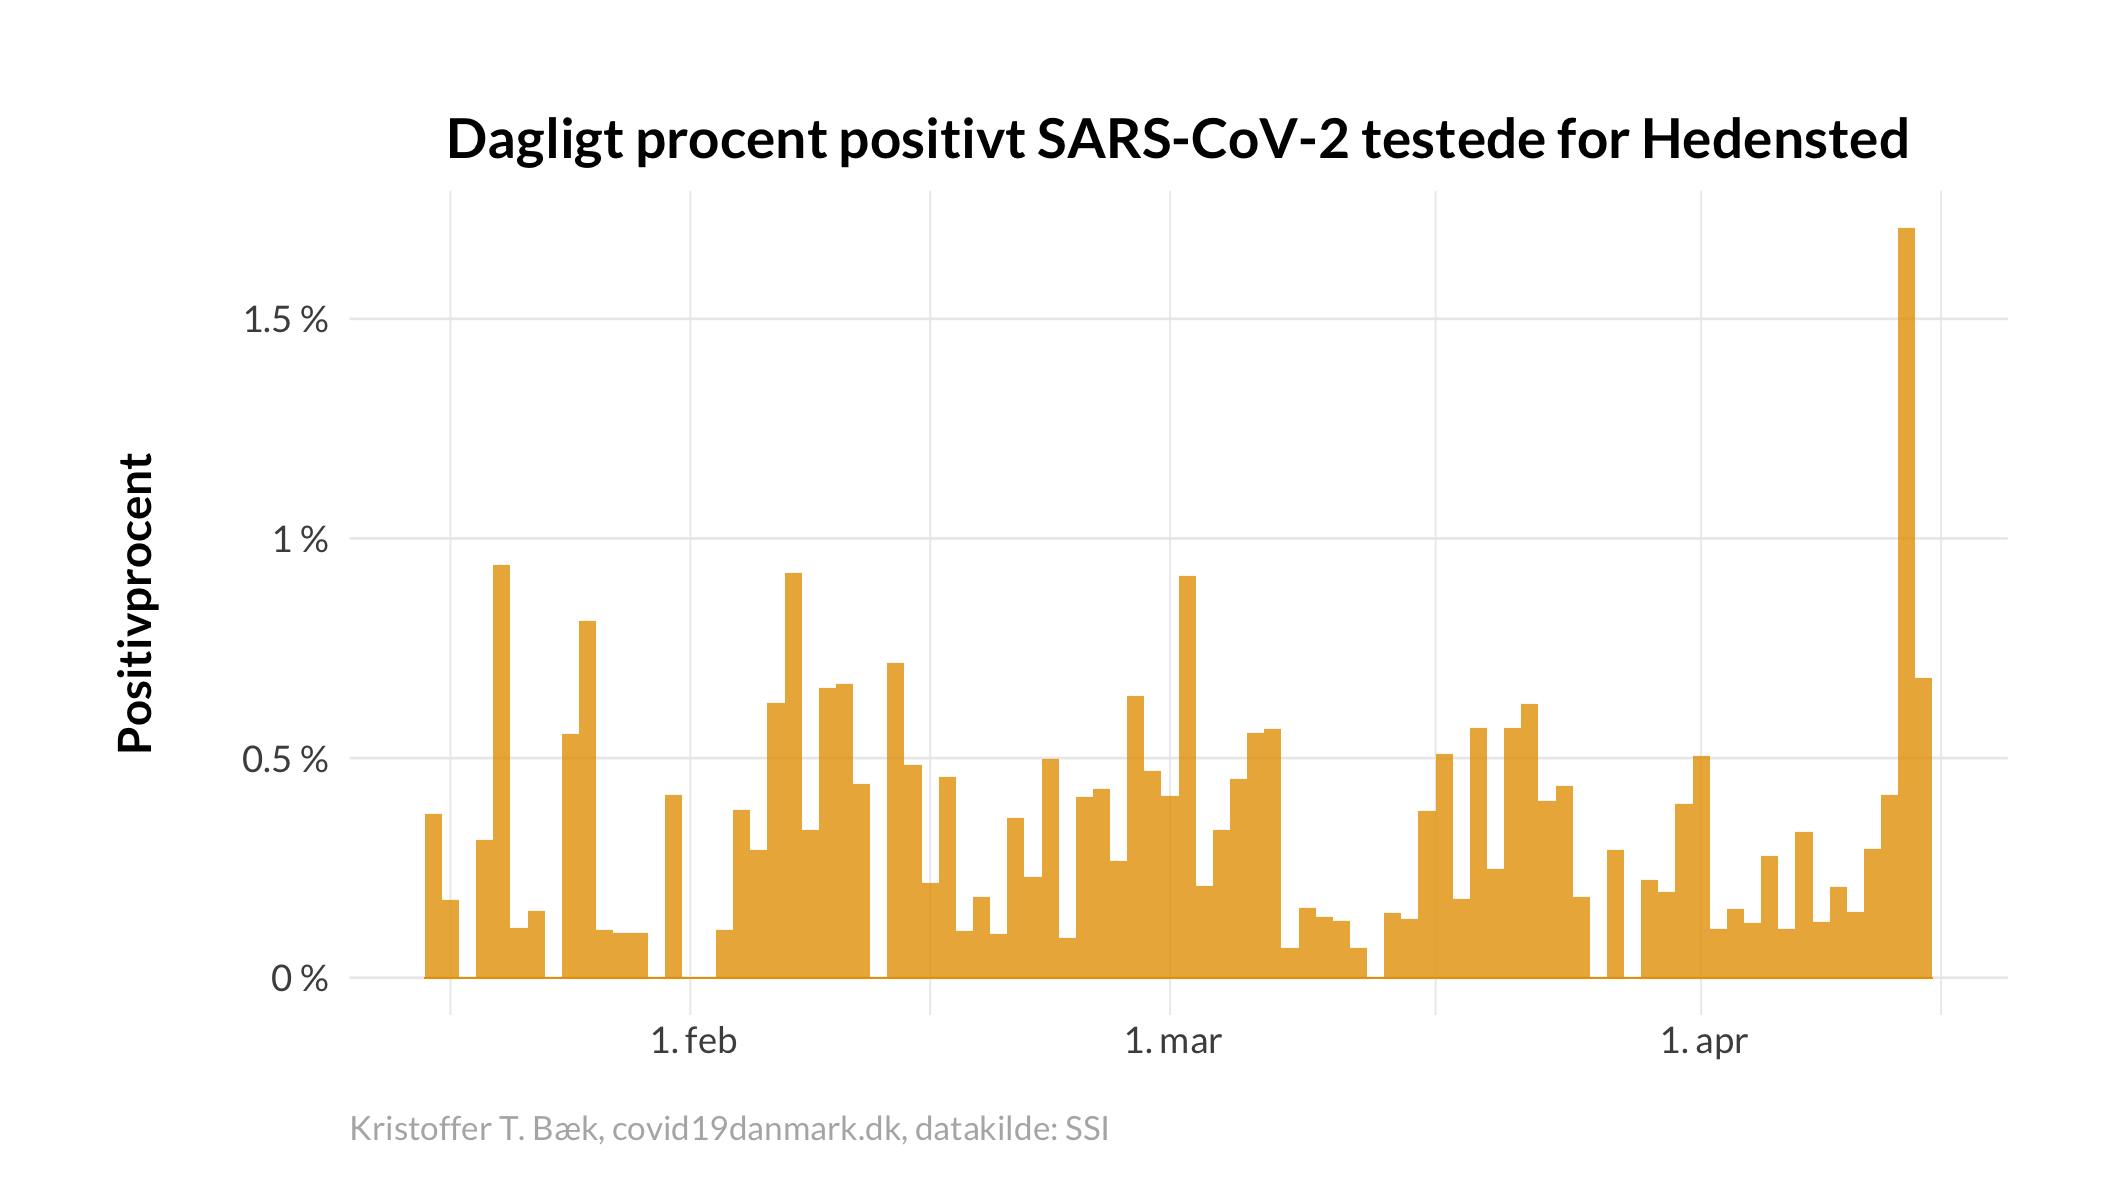 Dagligt procent positivt SARS-CoV-2 testede for Hedensted
Positivprocent
1.5 %
1 %
0.5 %
0 %
1. feb
1. mar
1. apr
Kristoffer T. Bæk, covid19danmark.dk, datakilde: SSI